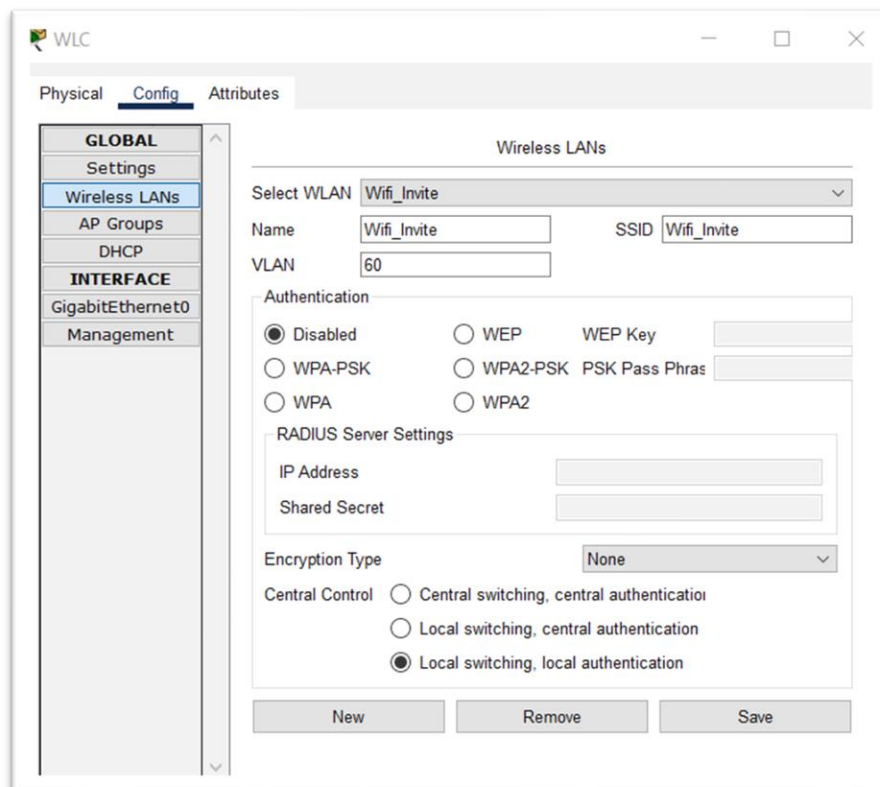 WLC
Physical Config Attributes
GLOBAL
Settings
Wireless LANs
AP Groups
DHCP
INTERFACE
GigabitEthernet0
Management
Wireless LANs
Select WLAN Wifi_Invite
Name Wifi_Invite SSID Wifi_Invite
VLAN 60
Authentication
Disabled WEP WEP Key
WPA-PSK WPA2-PSK PSK Pass Phras
WPA WPA2
RADIUS Server Settings
IP Address
Shared Secret
Encryption Type None
Central Control Central switching, central authentication
Local switching, central authentication
Local switching, local authentication
New Remove Save